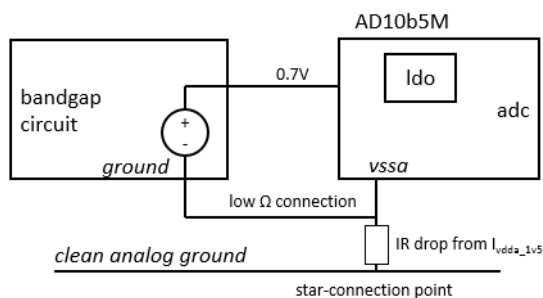 AD10b5M
0.7V
ldo
bandgap
circuit
adc
+
-
ground
vssa
low Ω connection
IR drop from Ivdda_1v5
clean analog ground
star-connection point